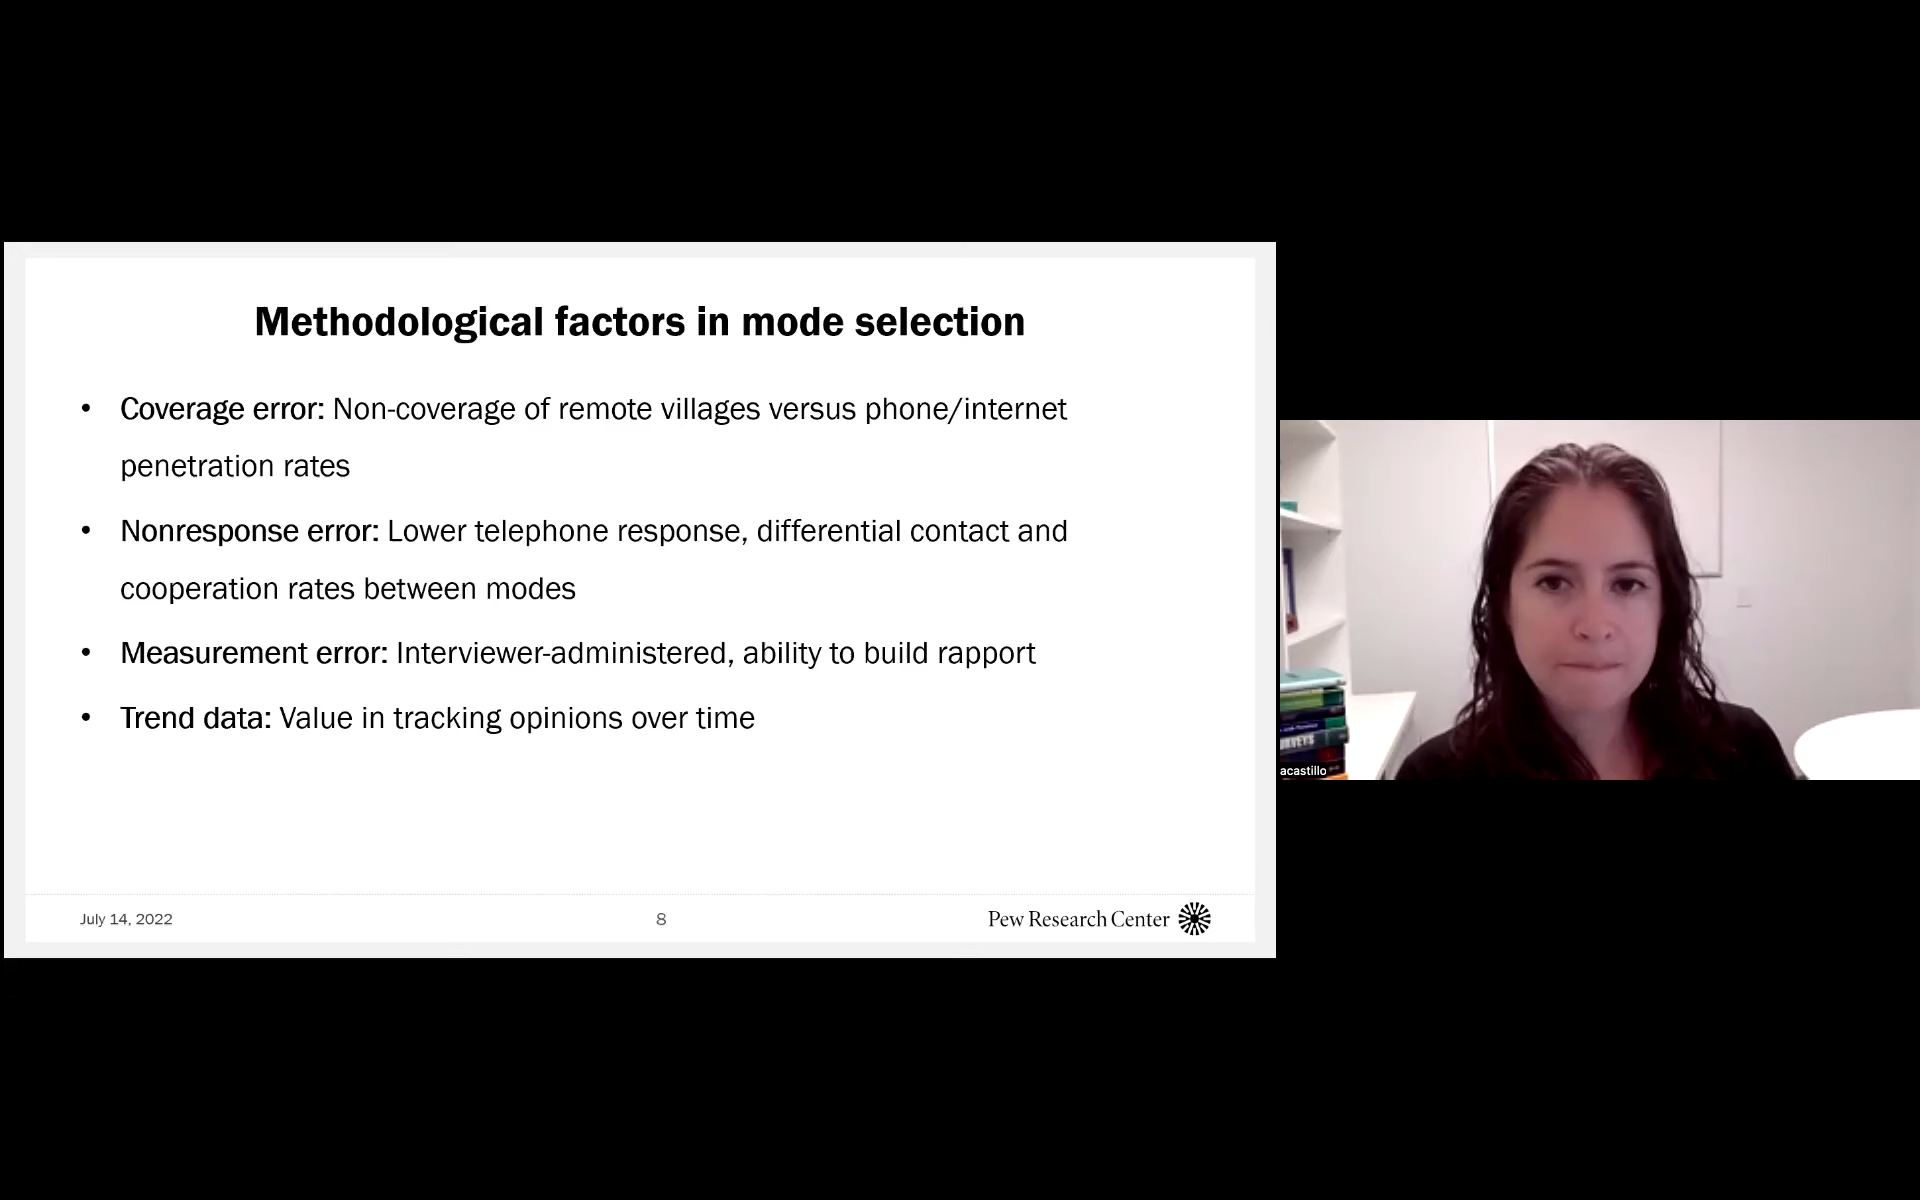 Methodological factors in mode selection
• Coverage error: Non-coverage of remote villages versus phone/internet
penetration rates
• Nonresponse error: Lower telephone response, differential contact and
cooperation rates between modes
• Measurement error: Interviewer-administered, ability to build rapport
• Trend data: Value in tracking opinions over time
July 14, 2022
8
Pew Research Center
acastillo